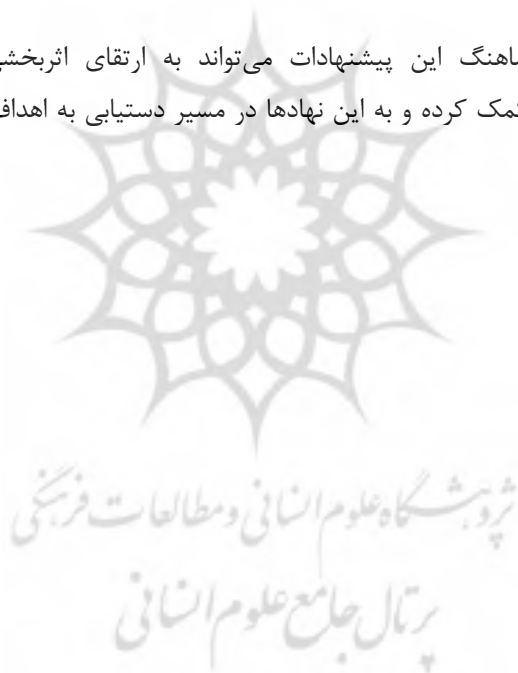 ماهنگ این پیشنهادات می‌تواند به ارتقای اثربخشی
کمک کرده و به این نهادها در مسیر دستیابی به اهداف
پژوهشگاه علوم انسانی و مطالعات فرهنگی
پرتال جامع علوم انسانی